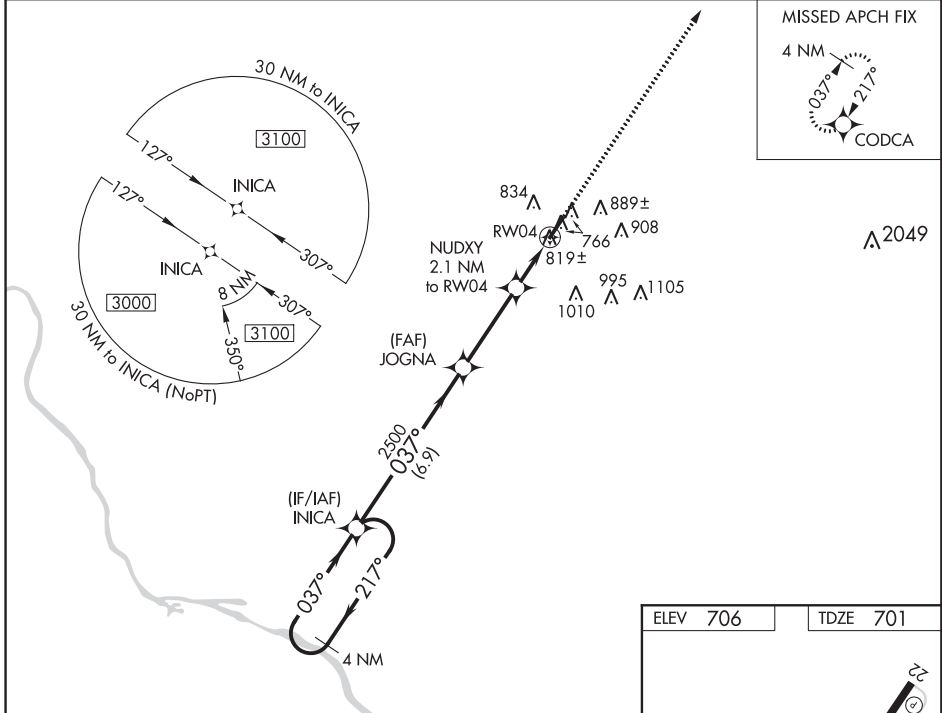 MISSED APCH FIX
4 NM
037°
217°
CODCA
30 NM to INICA
3100
127°
INICA
307°
127°
INICA
307°
8 NM
3000
3100
350°
30 NM to INICA (NoPT)
834
889±
RW04
766
908
819±
2049
NUDXY
2.1 NM
to RW04
995
1105
1010
(FAF)
JOGNA
2500
037°
(6.9)
(IF/IAF)
INICA
037°
217°
4 NM
ELEV 706
TDZE 701
22
P